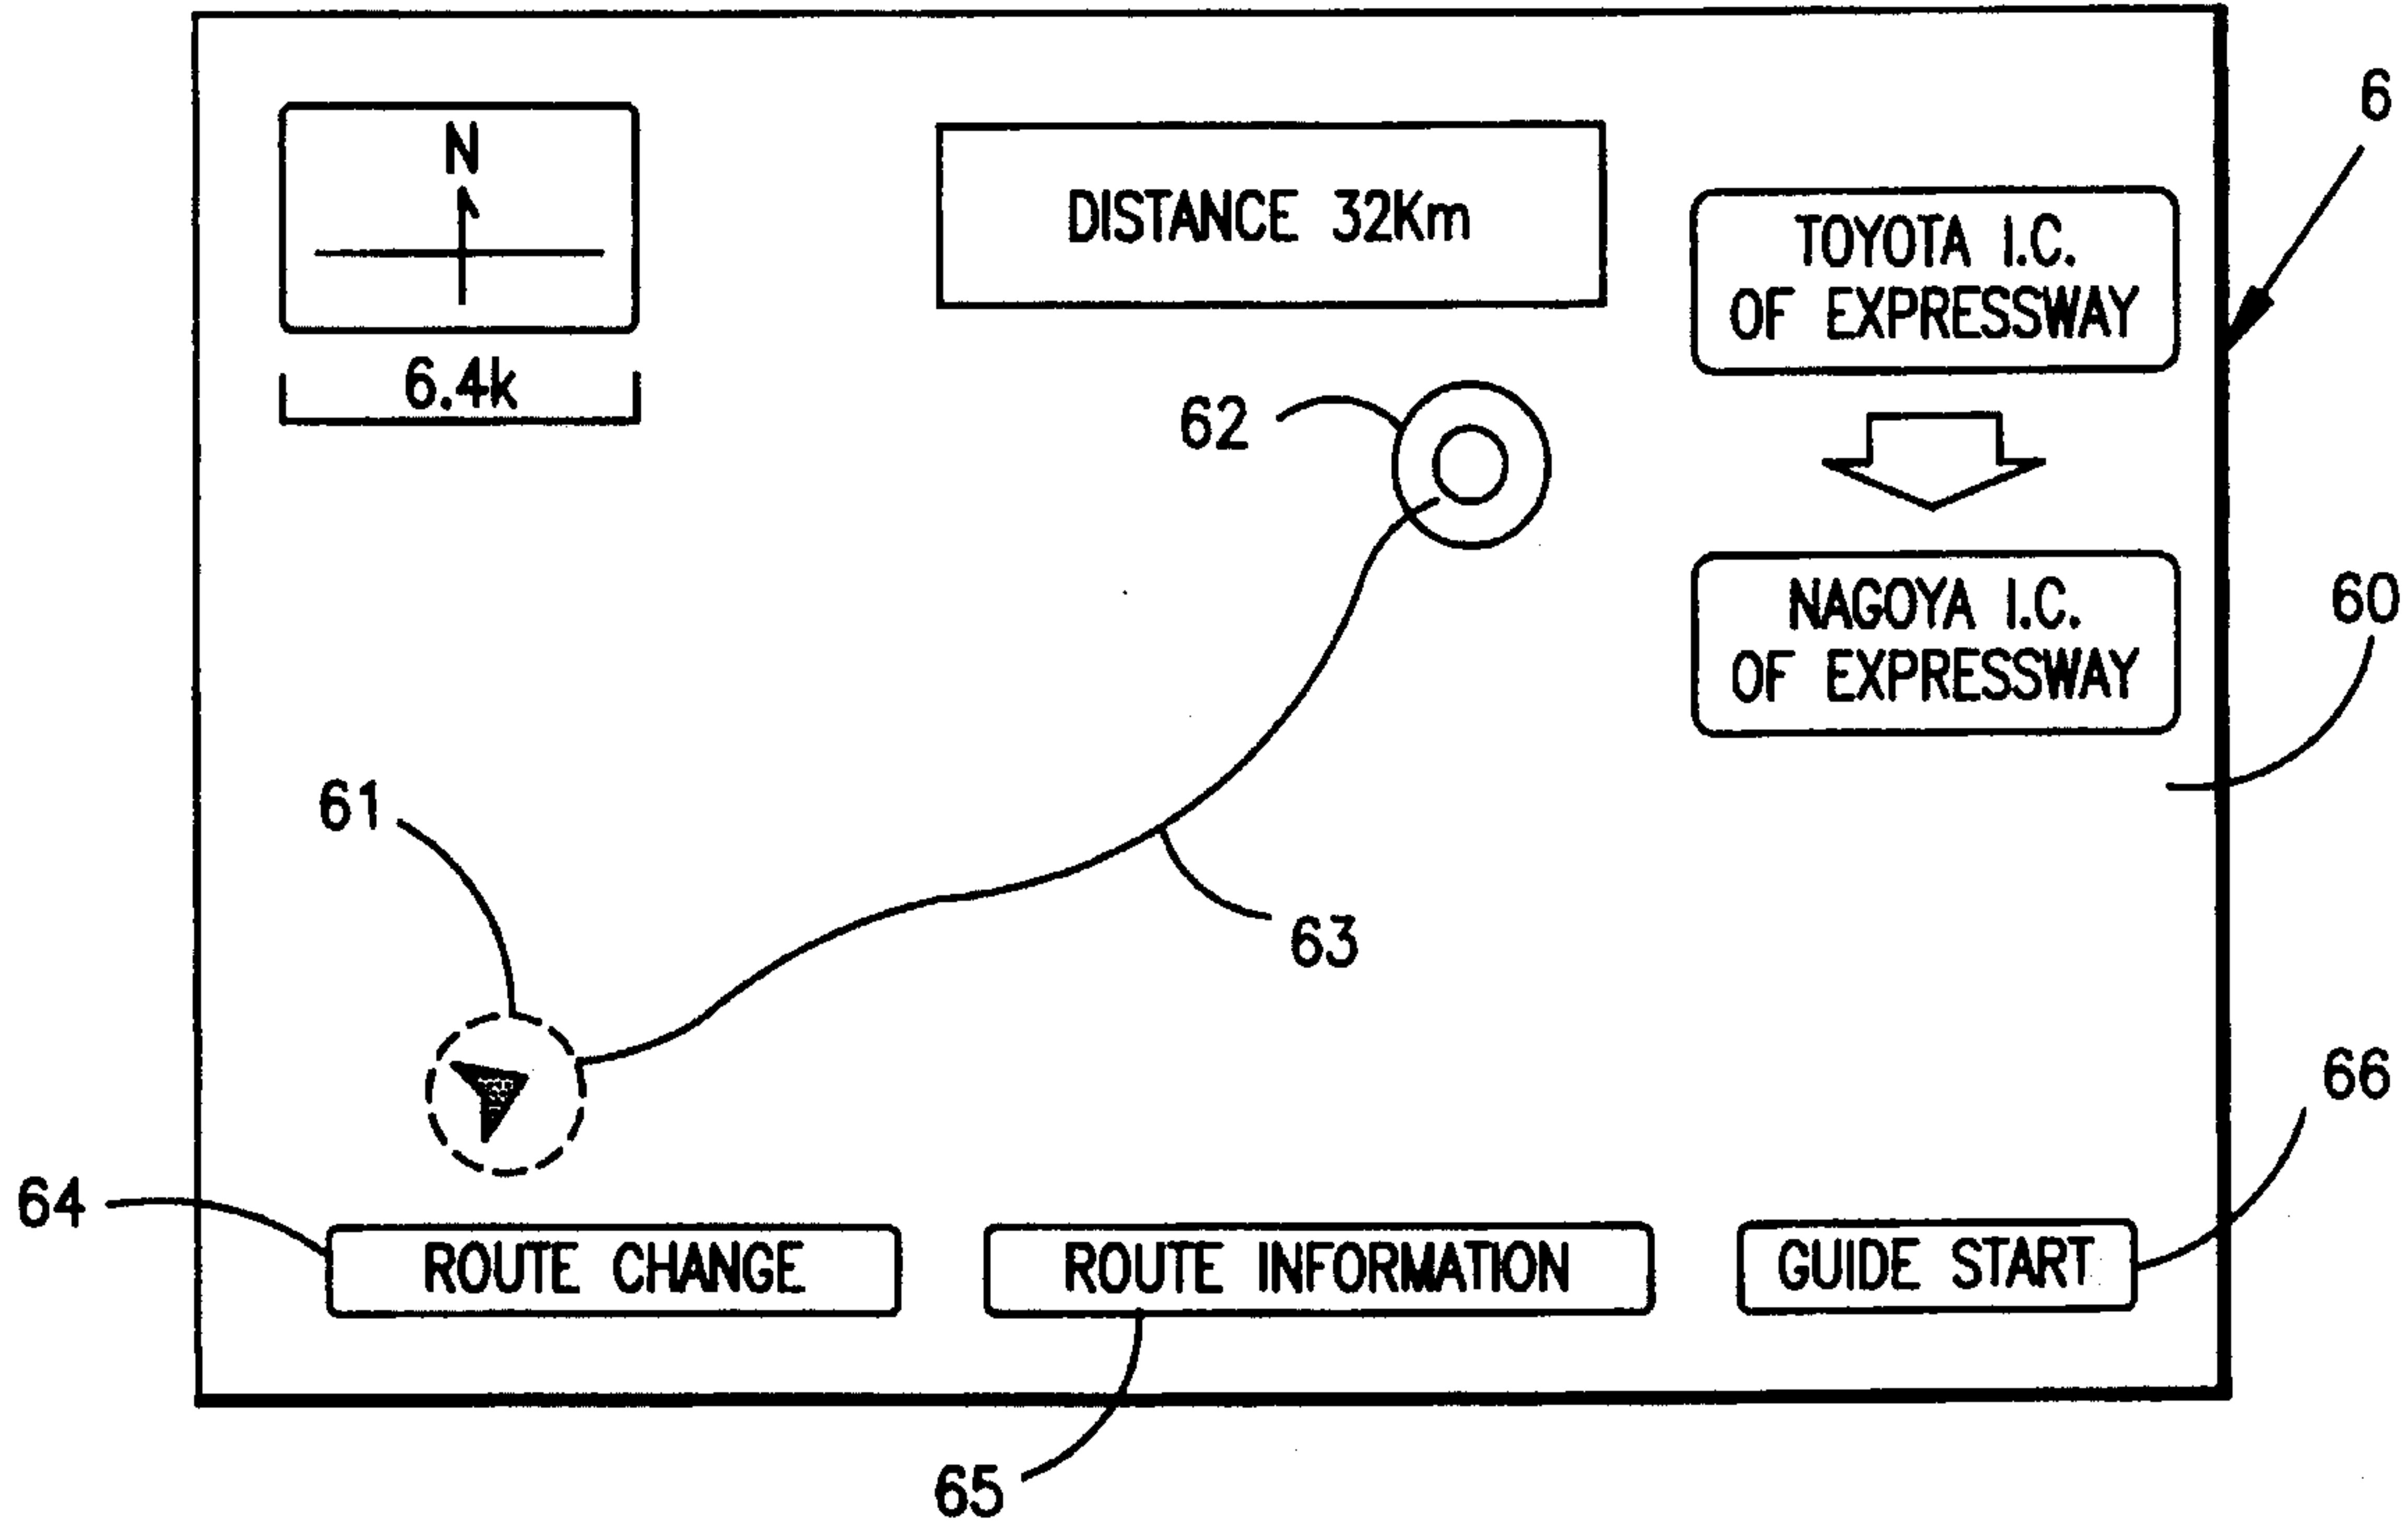 6
N
DISTANCE 32Km
TOYOTA I.C.
OF EXPRESSWAY
6.4k
62
NAGOYA I.C.
OF EXPRESSWAY
60
61
63
66
64
ROUTE CHANGE
ROUTE INFORMATION
GUIDE START
65